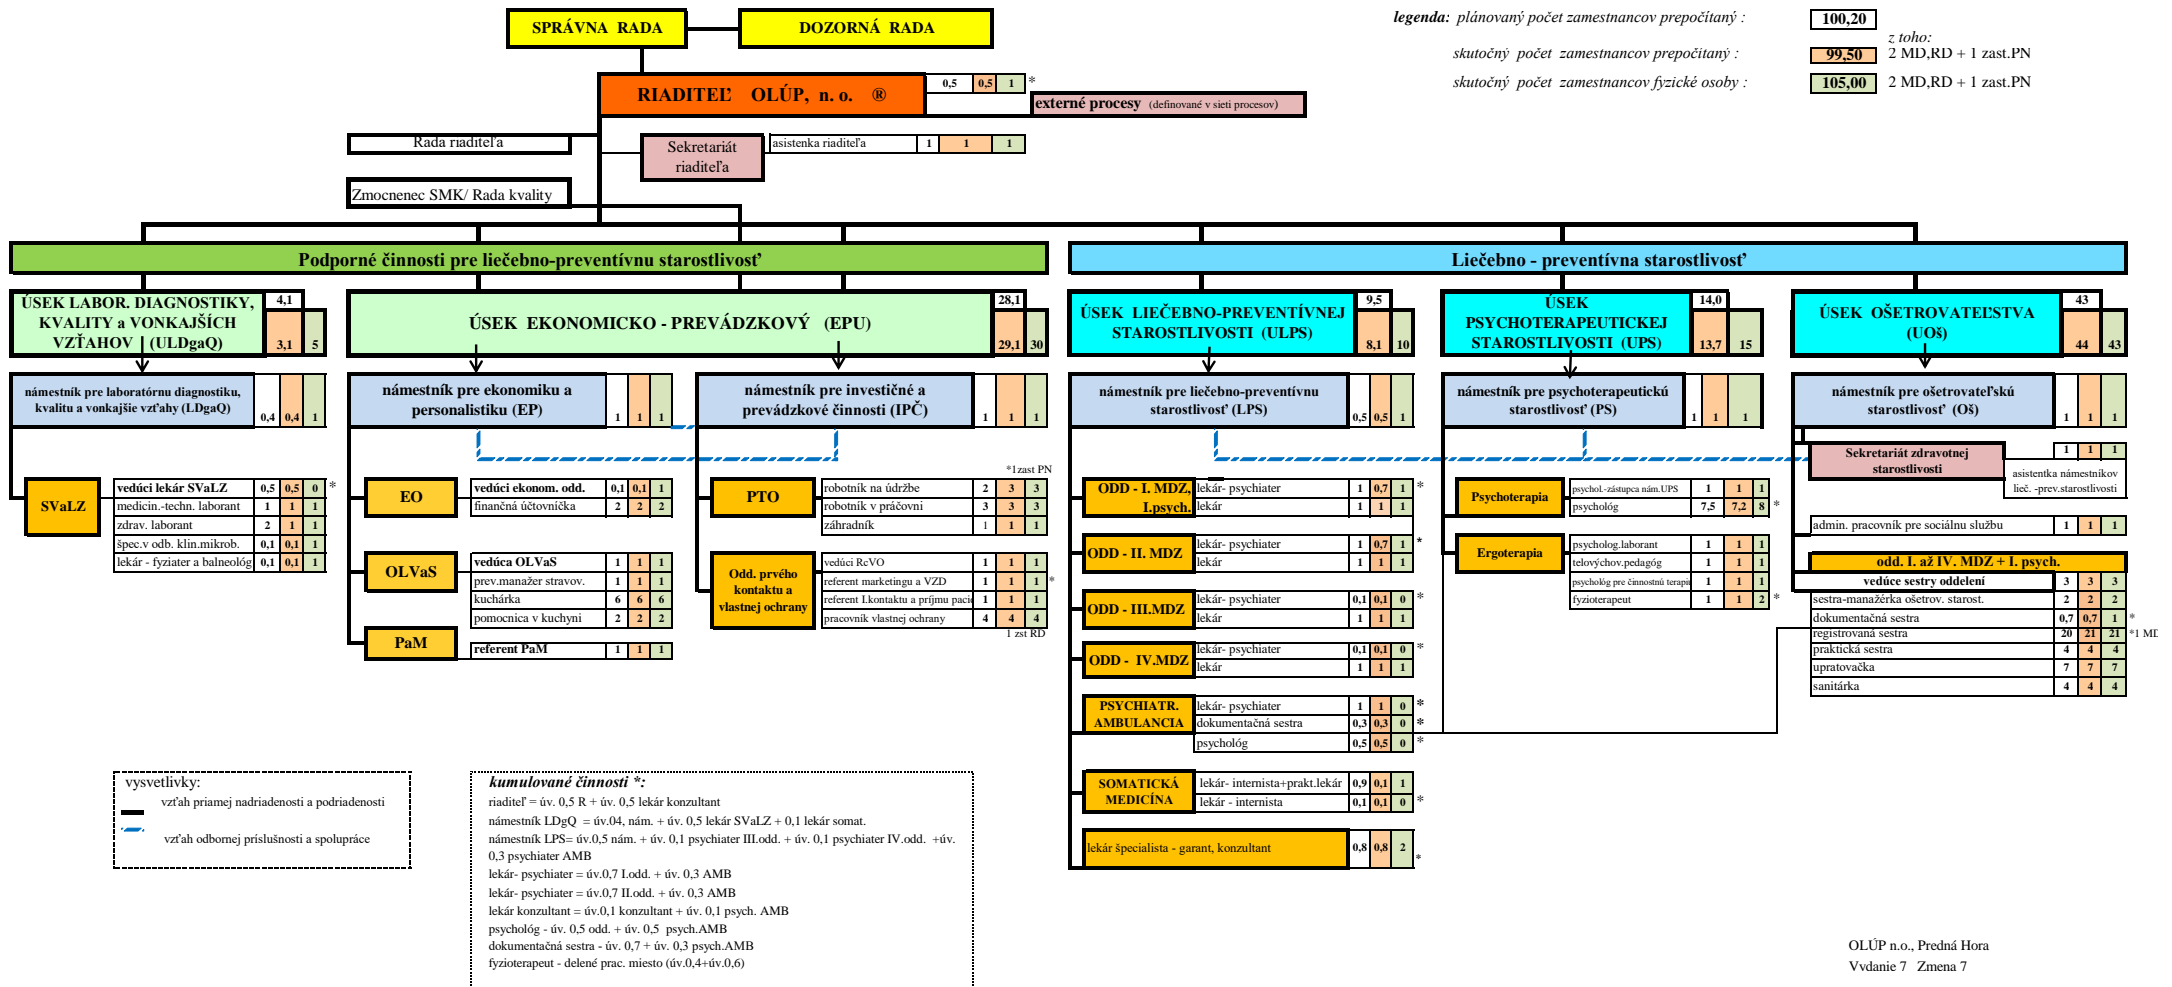 SPRÁVNA RADA
DOZORNÁ RADA
legenda: plánovaný počet zamestnancov prepočítaný : 100,20
z toho:
skutočný počet zamestnancov prepočitaný : 99,50 2 MD,RD + 1 zast.PN
skutočný počet zamestnancov fyzické osoby : 105,00 2 MD,RD + 1 zast.PN
RIADITEĽ OLÚP, n. o. ® 0,5 0,5 1 *
externé procesy (definované v sieti procesov)
Rada riaditeľa
Sekretariát
riaditeľa
asistenka riaditeľa 1 1 1
Zmocnenec SMK/ Rada kvality
Podporné činnosti pre liečebno-preventívnu starostlivosť
Liečebno - preventívna starostlivosť
ÚSEK LABOR. DIAGNOSTIKY,
KVALITY a VONKAJŠÍCH
VZŤAHOV (ULDgaQ)
4,1
3,1 5
ÚSEK EKONOMICKO - PREVÁDZKOVÝ (EPU)
28,1
29,1 30
ÚSEK LIEČEBNO-PREVENTÍVNEJ
STAROSTLIVOSTI (ULPS)
9,5
8,1 10
ÚSEK
PSYCHOTERAPEUTICKEJ
STAROSTLIVOSTI (UPS)
14,0
13,7 15
ÚSEK OŠETROVATEĽSTVA
(UOš)
43
44 43
námestník pre laboratórnu diagnostiku,
kvalitu a vonkajšie vzťahy (LDgaQ)
0,4 0,4 1
námestník pre ekonomiku a
personalistiku (EP)
1 1 1
námestník pre investičné a
prevádzkové činnosti (IPČ)
1 1 1
námestník pre liečebno-preventívnu
starostlivosť (LPS)
0,5 0,5 1
námestník pre psychoterapeutickú
starostlivosť (PS)
1 1 1
námestník pre ošetrovateľskú
starostlivosť (Oš)
1 1 1
SVaLZ
vedúci lekár SVaLZ 0,5 0,5 0 *
medicin.-techn. laborant 1 1 1
zdrav. laborant 2 1 1
špec.v odb. klin.mikrob. 0,1 0,1 1
lekár - fyziater a balneológ 0,1 0,1 1
EO
vedúci ekonom. odd. 0,1 0,1 1
finančná účtovníčka 2 2 2
OLVaS
vedúca OLVaS 1 1 1
prev.manažer stravov. 1 1 1
kuchárka 6 6 6
pomocnica v kuchyni 2 2 2
PaM
referent PaM 1 1 1
*1zast PN
PTO
robotník na údržbe 2 3 3
robotník v práčovni 3 3 3
záhradník 1 1 1
Odd. prvého
kontaktu a
vlastnej ochrany
vedúci RcVO 1 1 1
referent marketingu a VZD 1 1 1 *
referent I.kontaktu a príjmu paci 1 1 1
pracovník vlastnej ochrany 4 4 4
1 zst RD
ODD - I. MDZ,
I.psych.
lekár- psychiater 1 0,7 1 *
lekár 1 1 1
ODD - II. MDZ
lekár- psychiater 1 0,7 1 *
lekár 1 1 1
ODD - III.MDZ
lekár- psychiater 0,1 0,1 0 *
lekár 1 1 1
ODD - IV.MDZ
lekár- psychiater 0,1 0,1 0 *
lekár 1 1 1
PSYCHIATR.
AMBULANCIA
lekár- psychiater 1 1 0 *
dokumentačná sestra 0,3 0,3 0 *
psychológ 0,5 0,5 0 *
SOMATICKÁ
MEDICÍNA
lekár- internista+prakt.lekár 0,9 0,1 1
lekár - internista 0,1 0,1 0 *
lekár špecialista - garant, konzultant 0,8 0,8 2 *
Psychoterapia
psychol.-zástupca nám.UPS 1 1 1
psychológ 7,5 7,2 8 *
Ergoterapia
psycholog.laborant 1 1 1
telovýchov.pedagóg 1 1 1
psychológ pre činnostnú terapiu 1 1 1
fyzioterapeut 1 1 2 *
Sekretariát zdravotnej
starostlivosti
1 1 1
asistentka námestníkov
lieč. -prev.starostlivosti
admin. pracovník pre sociálnu službu 1 1 1
odd. I. až IV. MDZ + I. psych.
vedúce sestry oddelení 3 3 3
sestra-manažérka ošetrov. starost. 2 2 2
dokumentačná sestra 0,7 0,7 1 *
registrovaná sestra 20 21 21 *1 MD
praktická sestra 4 4 4
upratovačka 7 7 7
sanitárka 4 4 4
vysvetlivky:
vzťah priamej nadriadenosti a podriadenosti
vzťah odbornej príslušnosti a spolupráce
kumulované činnosti *:
riaditeľ = úv. 0,5 R + úv. 0,5 lekár konzultant
námestník LDgQ = úv.04, nám. + úv. 0,5 lekár SVaLZ + 0,1 lekár somat.
námestník LPS= úv.0,5 nám. + úv. 0,1 psychiater III.odd. + úv. 0,1 psychiater IV.odd. +úv.
0,3 psychiater AMB
lekár- psychiater = úv.0,7 I.odd. + úv. 0,3 AMB
lekár- psychiater = úv.0,7 II.odd. + úv. 0,3 AMB
lekár konzultant = úv.0,1 konzultant + úv. 0,1 psych. AMB
psychológ - úv. 0,5 odd. + úv. 0,5 psych.AMB
dokumentačná sestra - úv. 0,7 + úv. 0,3 psych.AMB
fyzioterapeut - delené prac. miesto (úv.0,4+úv.0,6)
OLÚP n.o., Predná Hora
Vydanie 7 Zmena 7